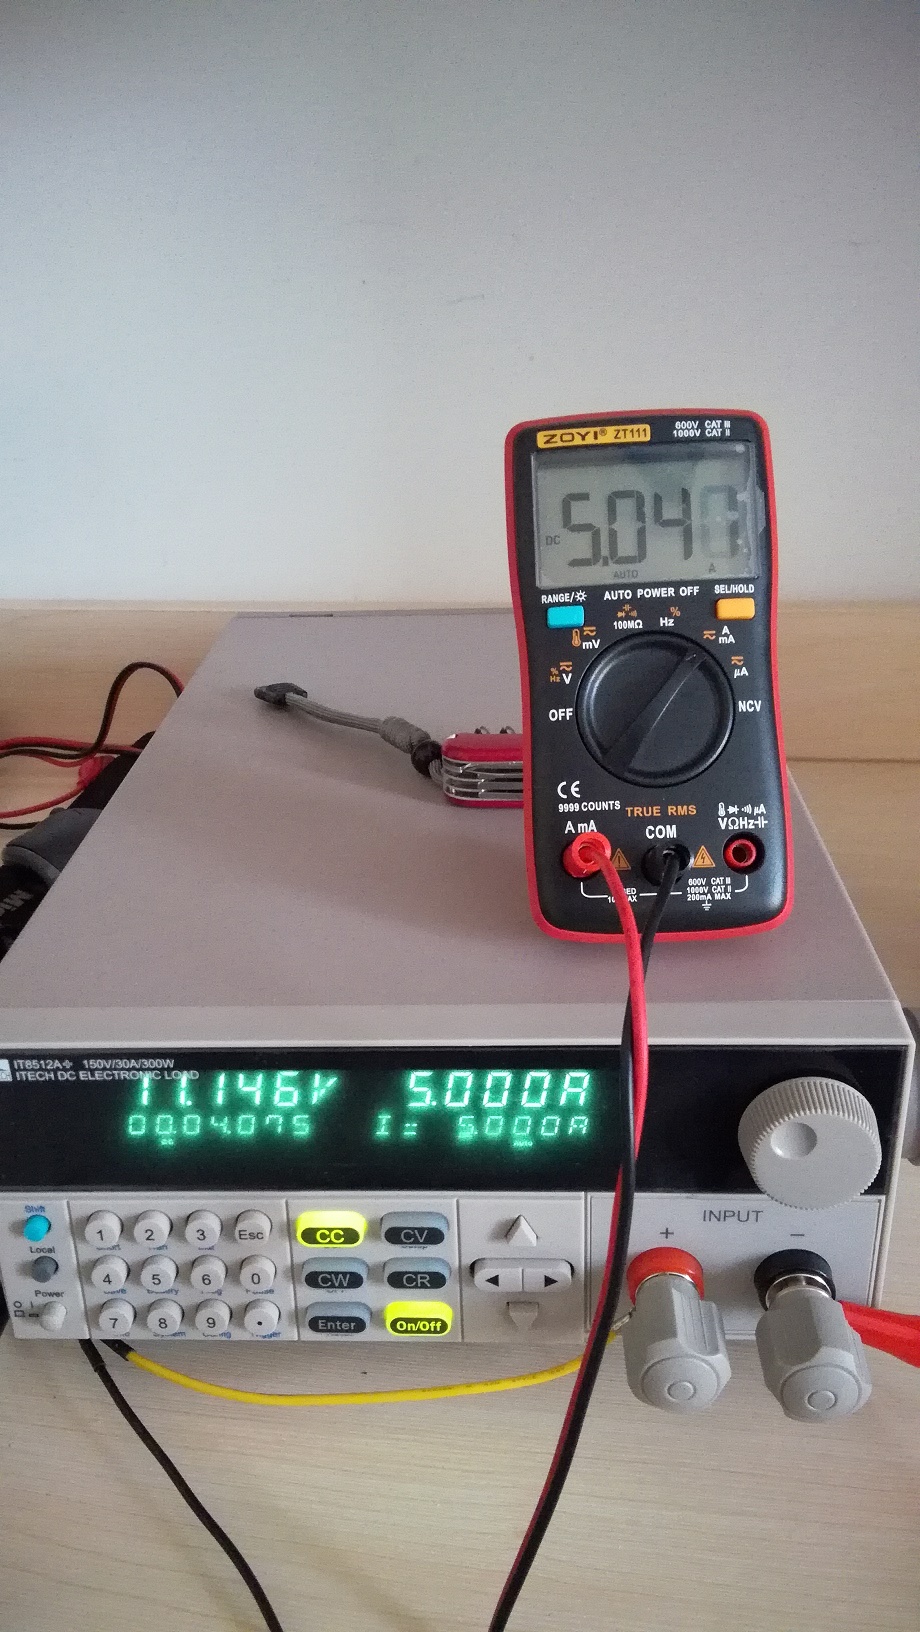 ZOYI® ZT111
600V CAT III
1000V CAT II
DC
5.040
AUTO
A
RANGE/
AUTO POWER OFF
SEL/HOLD
100MΩ
Hz
%
mV
A
mA
%
Hz
V
μA
OFF
NCV
CE
9999 COUNTS
TRUE RMS
A mA
COM
μA
VΩHz
600V CAT III
1000V CAT II
200mA MAX
IT8512A+ 150V/30A/300W
ITECH DC ELECTRONIC LOAD
11.146V 5.000A
I= 5.000A
Shift
Local
Power
1
2
3
Esc
4
5
6
0
7
8
9
CC
CV
CW
CR
Enter
On/Off
INPUT
+
−